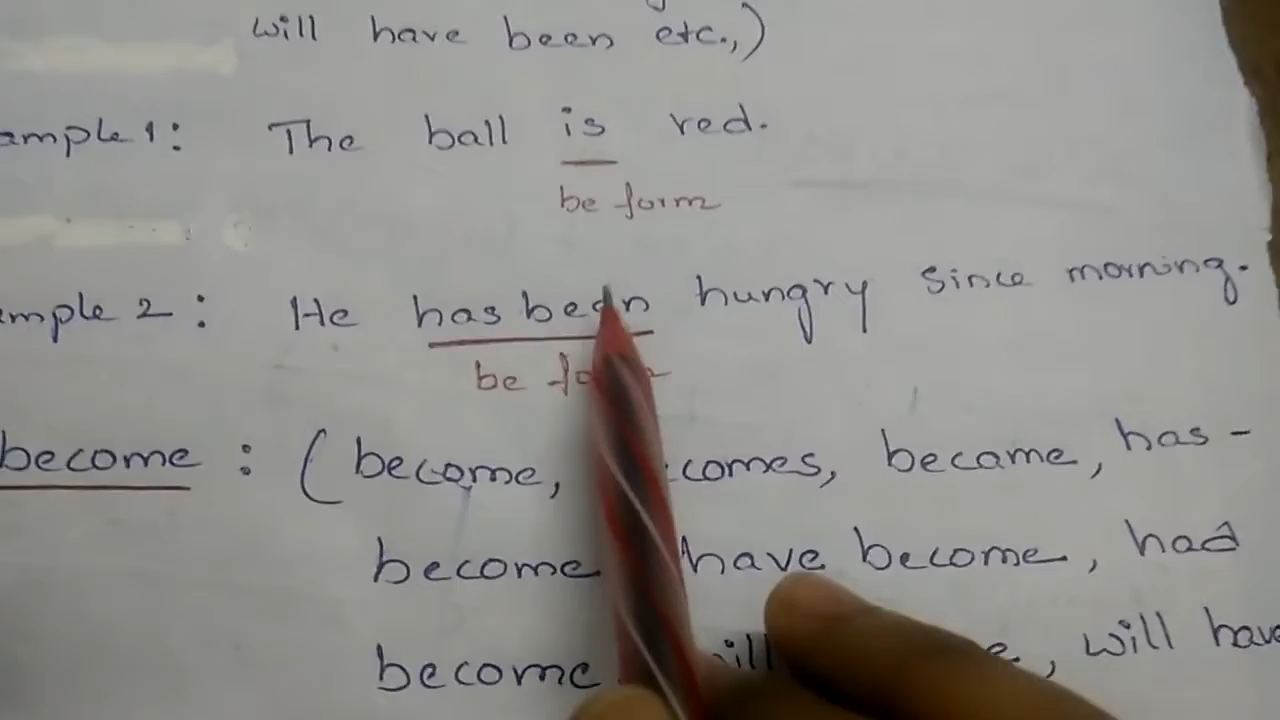 will have been etc.,)
ample 1: The ball is red.
be form
mple 2: He has been hungry since morning.
be
become : (become, comes, became, has-
become have become, had
become will have